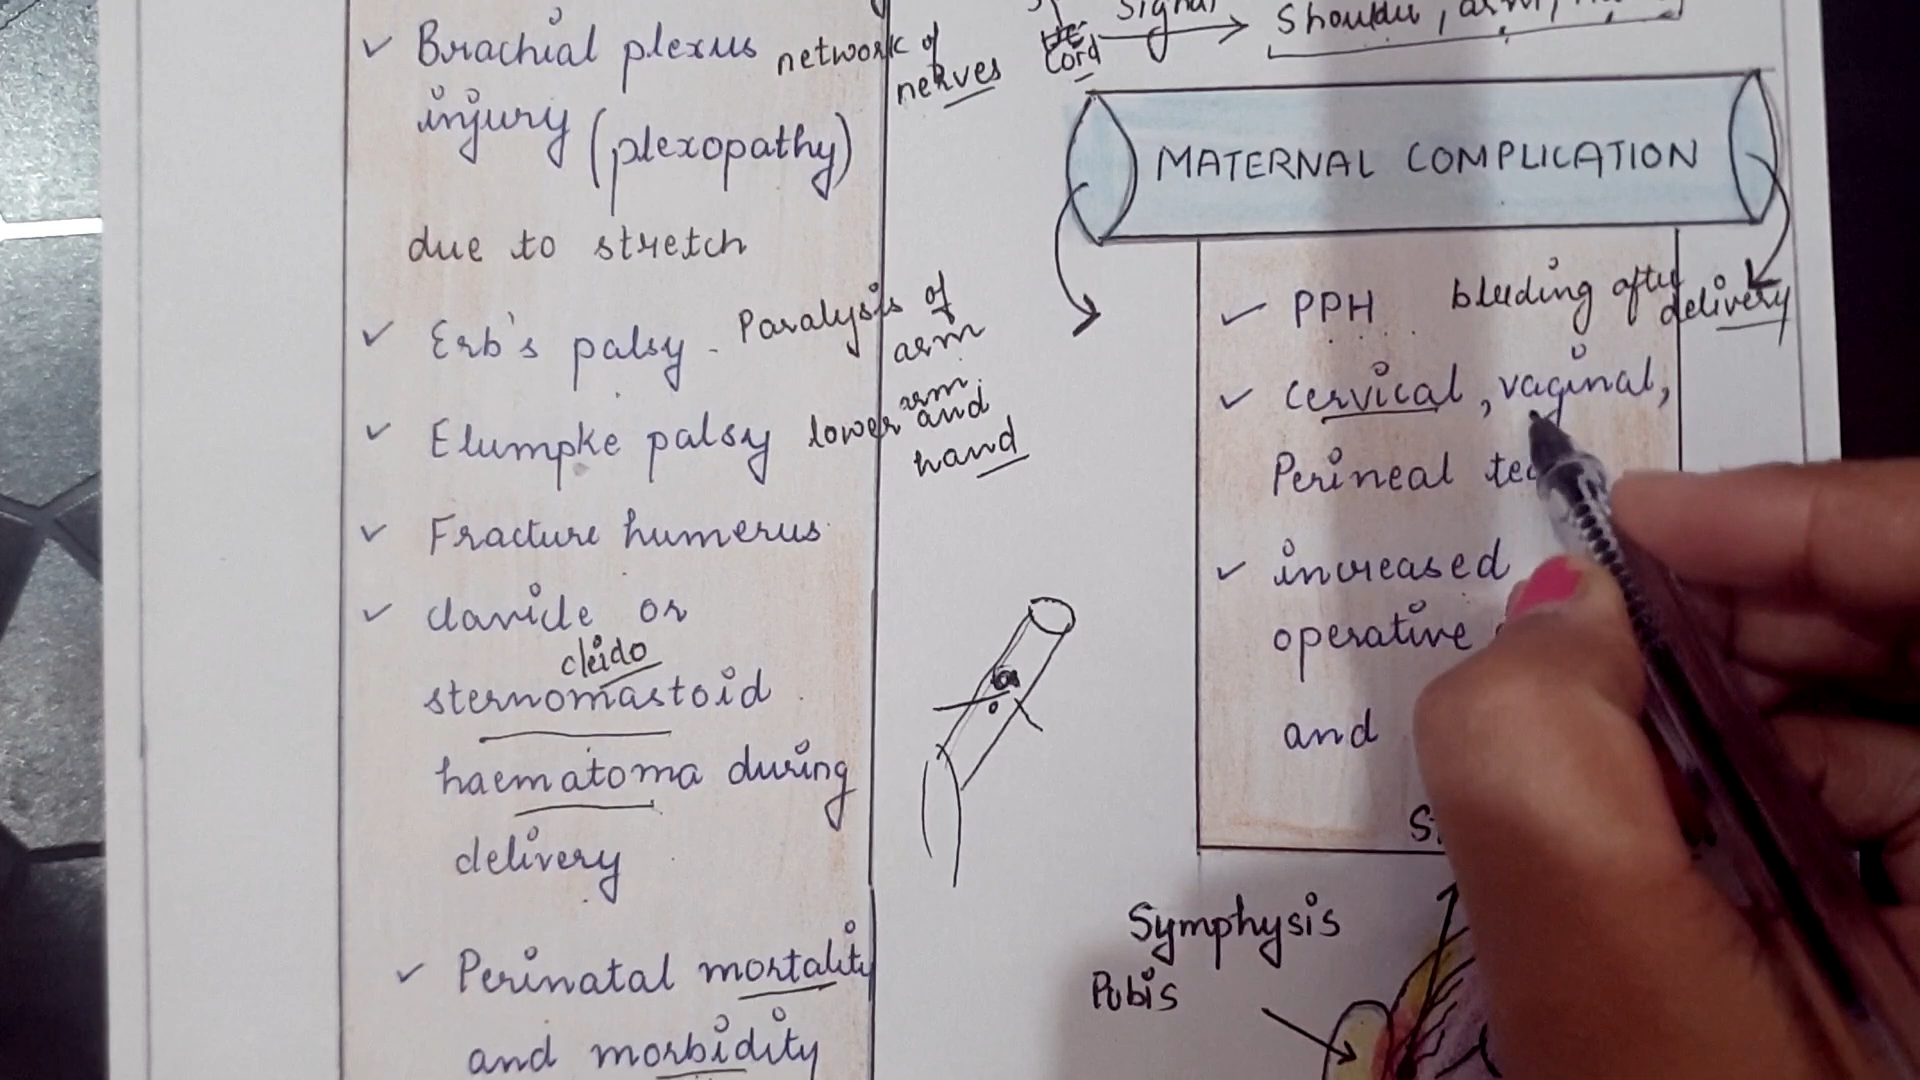 Brachial plexus network of
nerves
injury (plexopathy)
due to stretch
Erb's palsy - Paralysis of
arm
Elumpke palsy lower arm and
hand
Fracture humerus
clavicle or
cleido
sternomastoid
haematoma during
delivery
Perinatal mortality
and morbidity
Cord
Signal
Shoulder, arm,
MATERNAL COMPLICATION
PPH bleeding after
delivery
Cervical, vaginal,
Perineal
increased
operative
and
Symphysis
Pubis